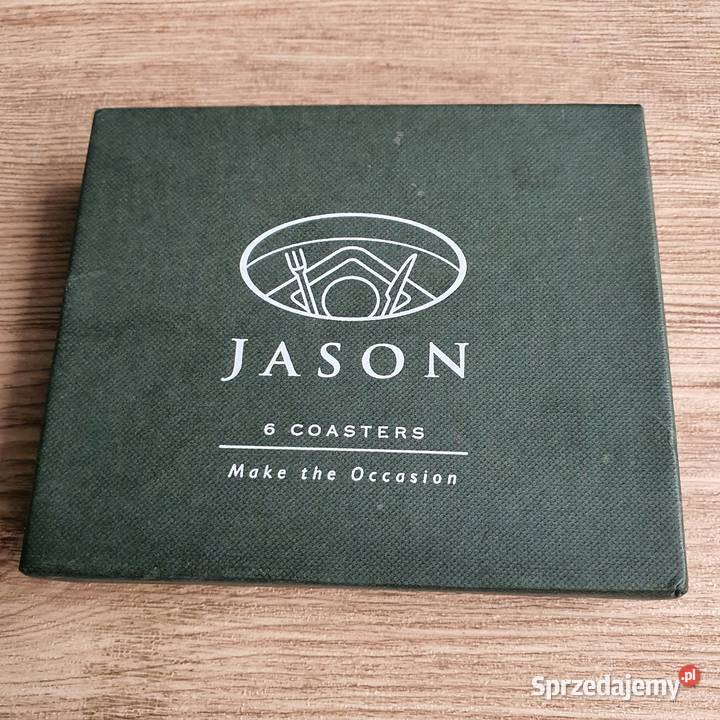 JASON
6 COASTERS
Make the Occasion
Sprzedajemy.pl